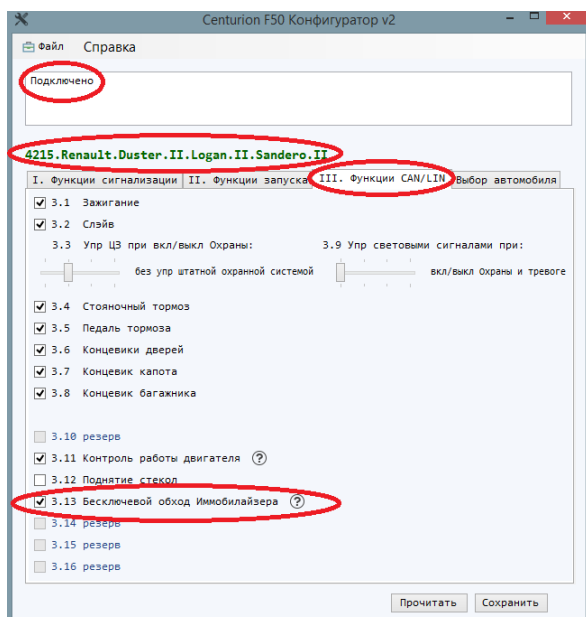 Centurion F50 Конфигуратор v2
Файл Справка
Подключено
4215.Renault.Duster.II.Logan.II.Sandero.II
I. Функции сигнализации II. Функции запуска III. Функции CAN/LIN Выбор автомобиля
3.1 Зажигание
3.2 Слэйв
3.3 Упр ЦЗ при вкл/выкл Охраны: 3.9 Упр световыми сигналами при:
без упр штатной охранной системой вкл/выкл Охраны и тревоге
3.4 Стояночный тормоз
3.5 Педаль тормоза
3.6 Концевики дверей
3.7 Концевик капота
3.8 Концевик багажника
3.10 резерв
3.11 Контроль работы двигателя ?
3.12 Поднятие стекол
3.13 Бесключевой обход Иммобилайзера ?
3.14 резерв
3.15 резерв
3.16 резерв
Прочитать Сохранить